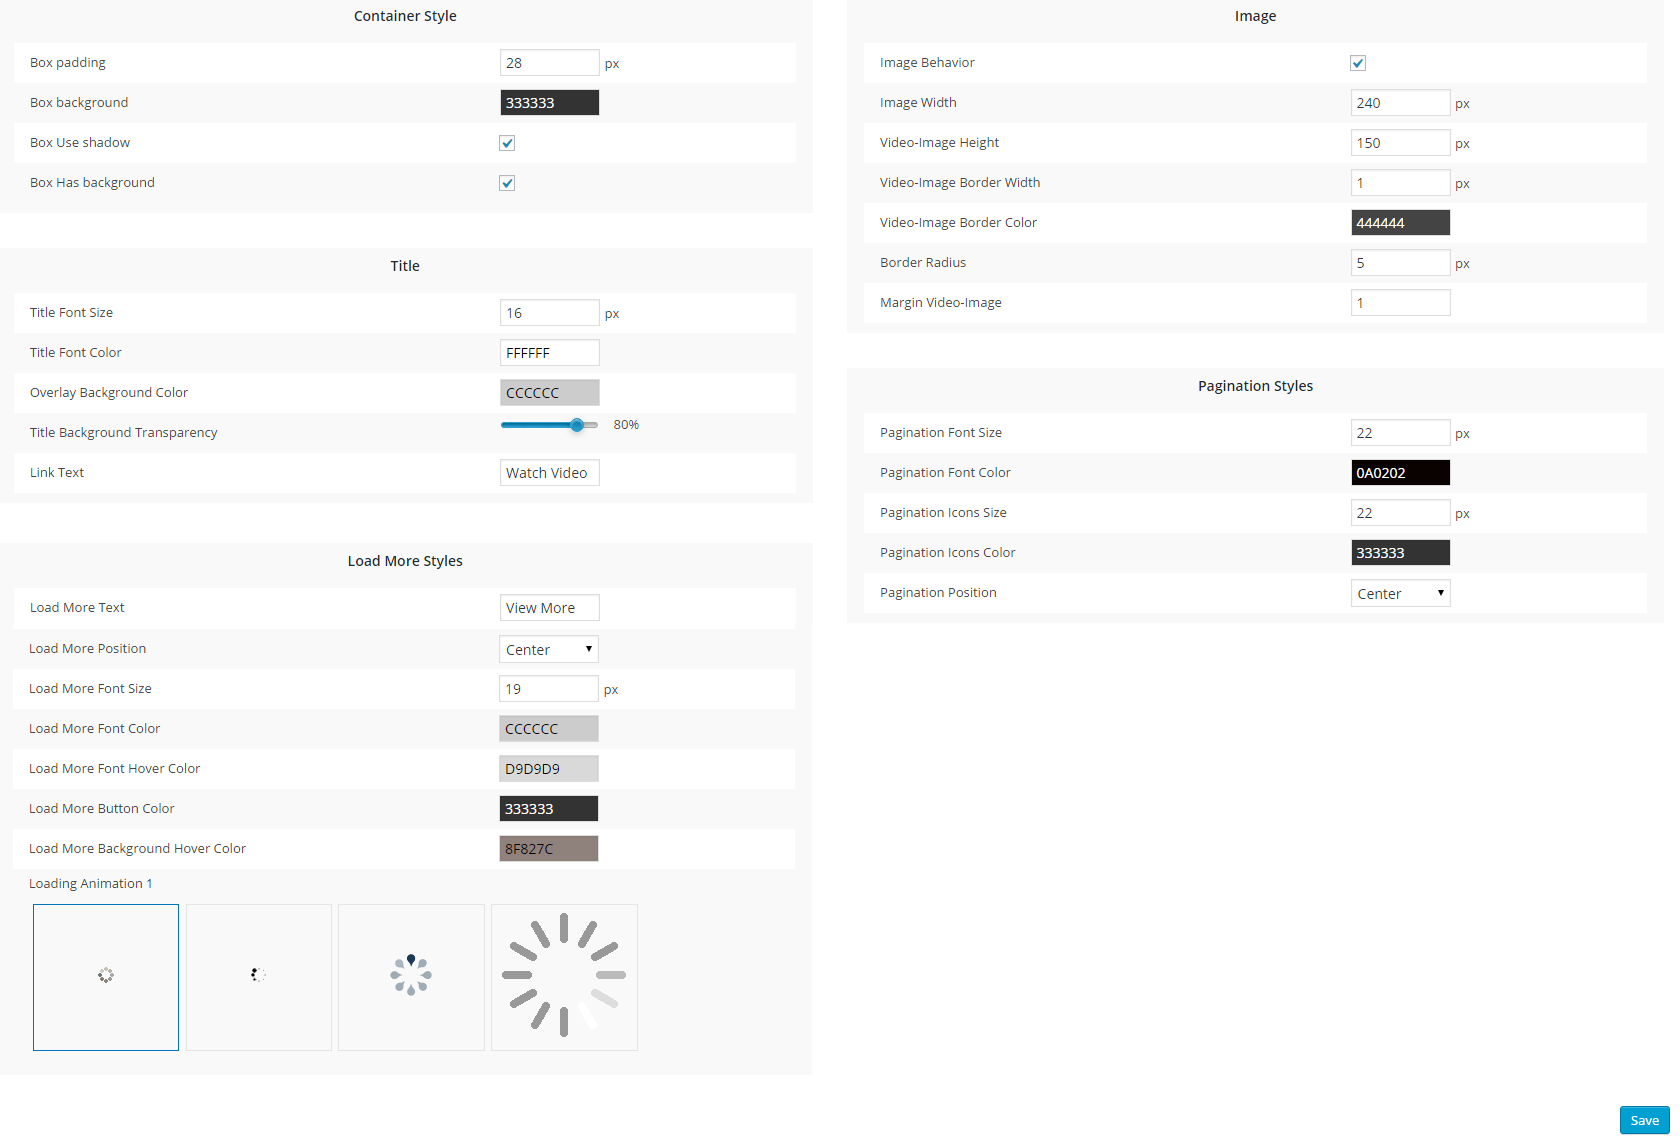 Container Style
Box padding 28 px
Box background 333333
Box Use shadow
Box Has background
Title
Title Font Size 16 px
Title Font Color FFFFFF
Overlay Background Color CCCCCC
Title Background Transparency 80%
Link Text Watch Video
Load More Styles
Load More Text View More
Load More Position Center
Load More Font Size 19 px
Load More Font Color CCCCCC
Load More Font Hover Color D9D9D9
Load More Button Color 333333
Load More Background Hover Color 8F827C
Loading Animation 1
Image
Image Behavior
Image Width 240 px
Video-Image Height 150 px
Video-Image Border Width 1 px
Video-Image Border Color 444444
Border Radius 5 px
Margin Video-Image 1
Pagination Styles
Pagination Font Size 22 px
Pagination Font Color 0A0202
Pagination Icons Size 22 px
Pagination Icons Color 333333
Pagination Position Center
Save